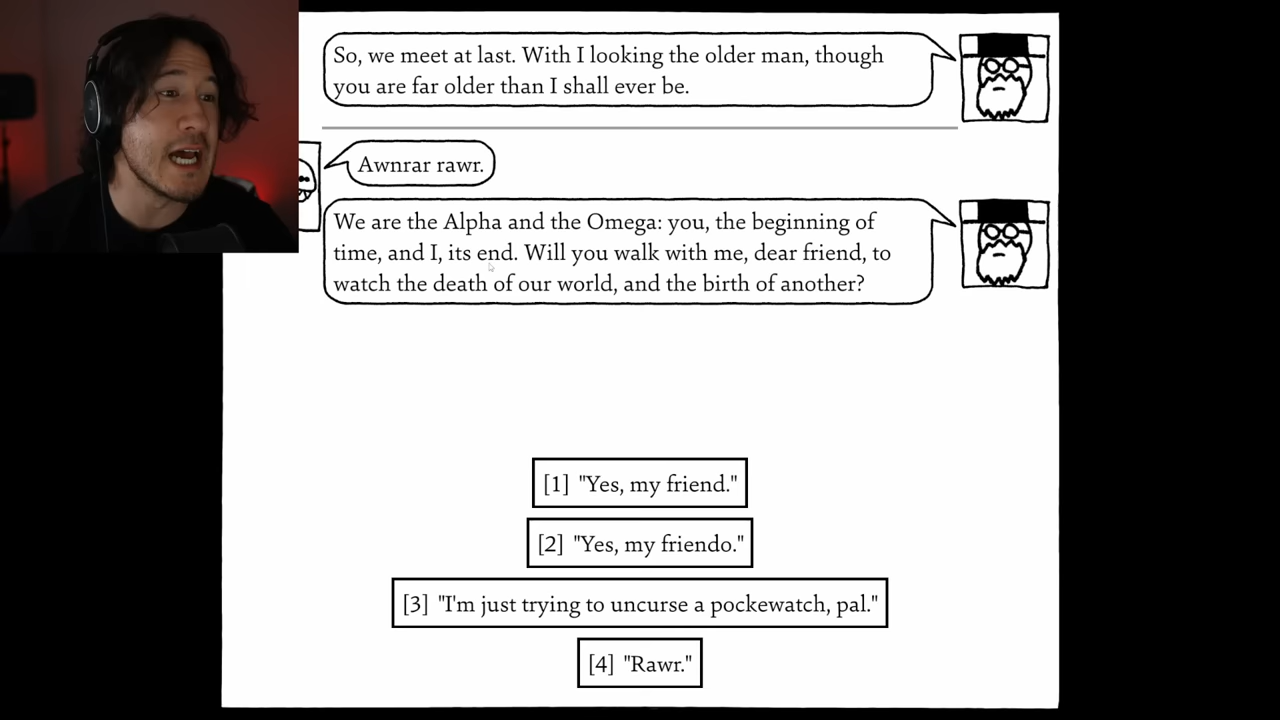 So, we meet at last. With I looking the older man, though
you are far older than I shall ever be.
Awnrar rawr.
We are the Alpha and the Omega: you, the beginning of
time, and I, its end. Will you walk with me, dear friend, to
watch the death of our world, and the birth of another?
[1] "Yes, my friend."
[2] "Yes, my friendo."
[3] "I'm just trying to uncurse a pockewatch, pal."
[4] "Rawr."